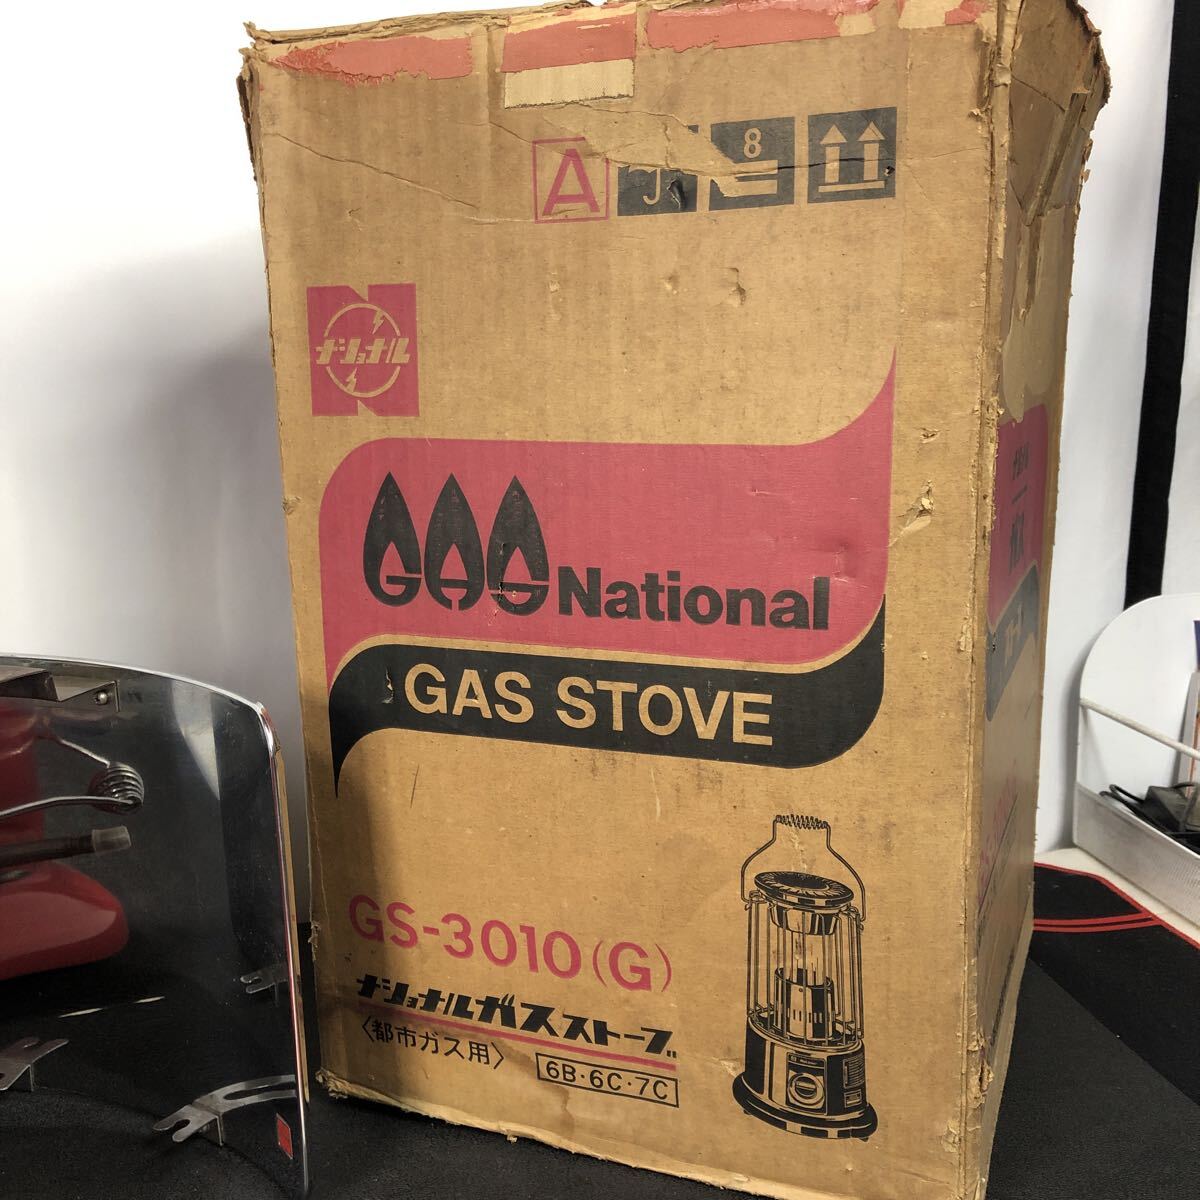 A
J
8
ナショナル
GAS National
GAS STOVE
GS-3010(G)
ナショナルガスストーブ
〈都市ガス用〉
6B・6C・7C